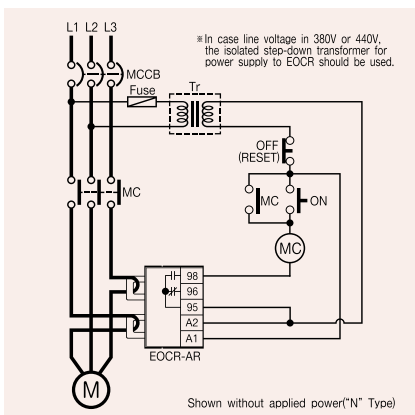 L1 L2 L3
※In case line voltage in 380V or 440V,
the isolated step-down transformer for
power supply to EOCR should be used.
MCCB
Fuse
Tr
OFF
(RESET)
MC
MC
ON
MC
98
96
95
A2
A1
EOCR-AR
M
Shown without applied power("N" Type)